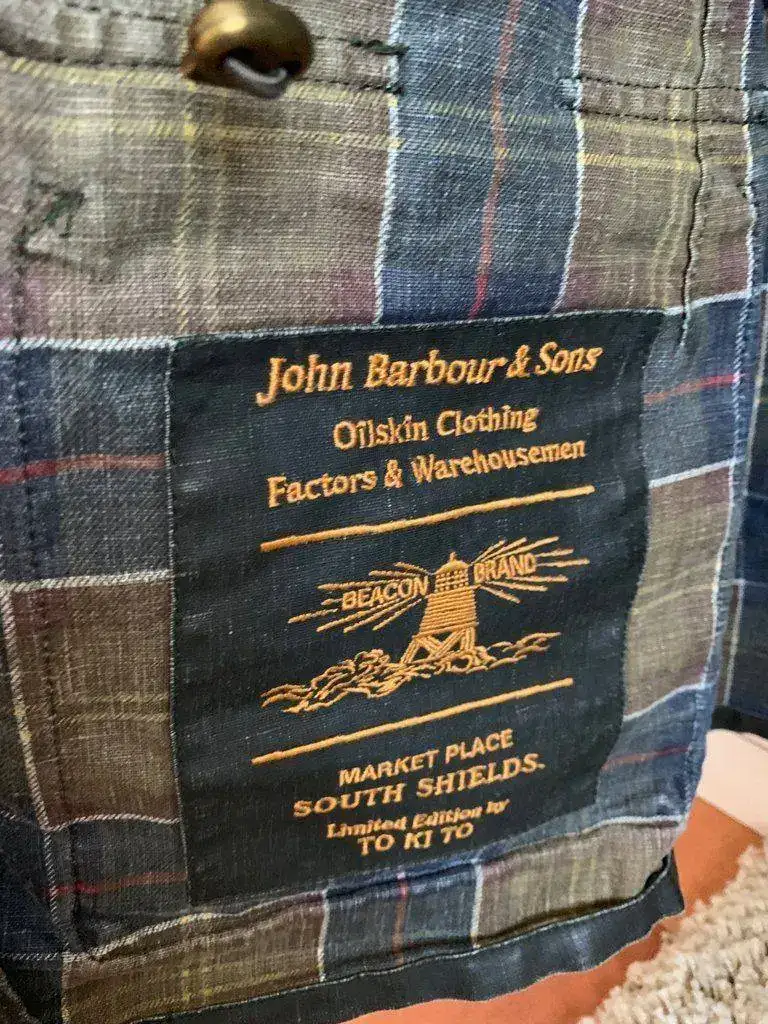 John Barbour & Sons
Oilskin Clothing
Factors & Warehousemen
BEACON BRAND
MARKET PLACE
SOUTH SHIELDS.
Limited Edition by
TO KI TO